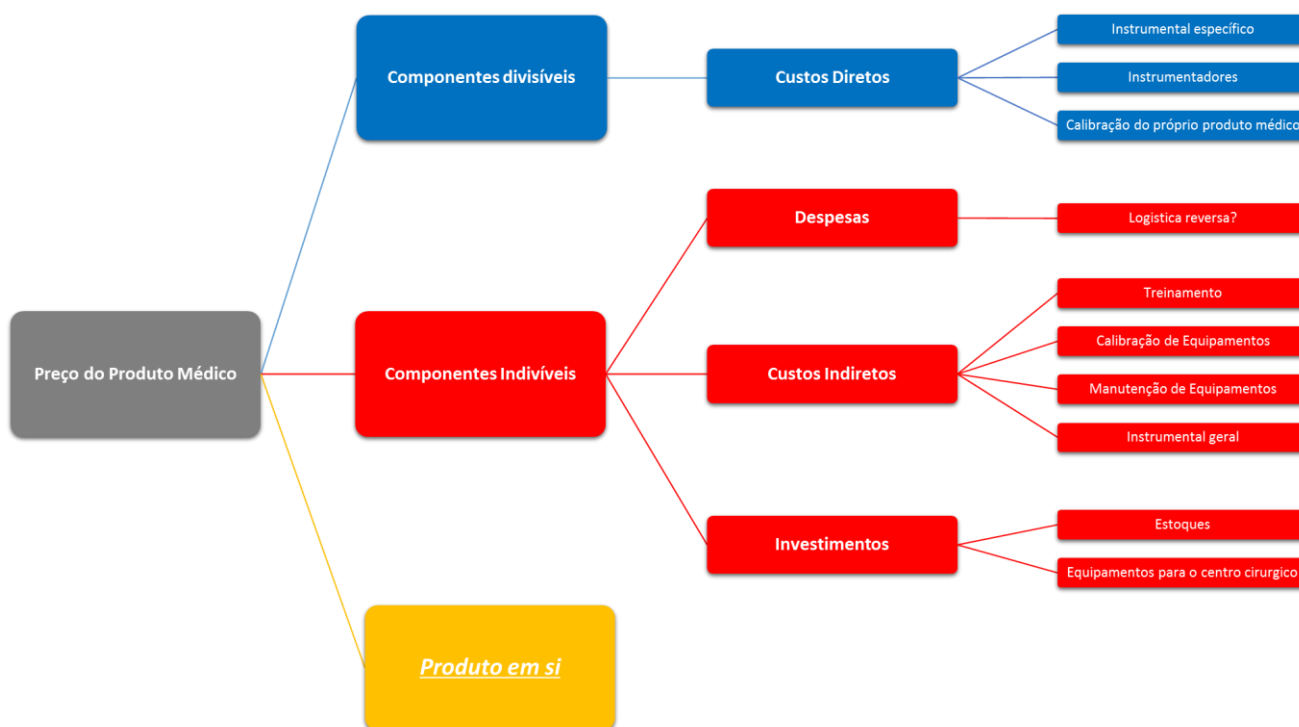 Preço do Produto Médico
Componentes divisíveis
Custos Diretos
Instrumental específico
Instrumentadores
Calibração do próprio produto médico
Componentes Indivíveis
Despesas
Logistica reversa?
Custos Indiretos
Treinamento
Calibração de Equipamentos
Manutenção de Equipamentos
Instrumental geral
Investimentos
Estoques
Equipamentos para o centro cirurgico
Produto em si